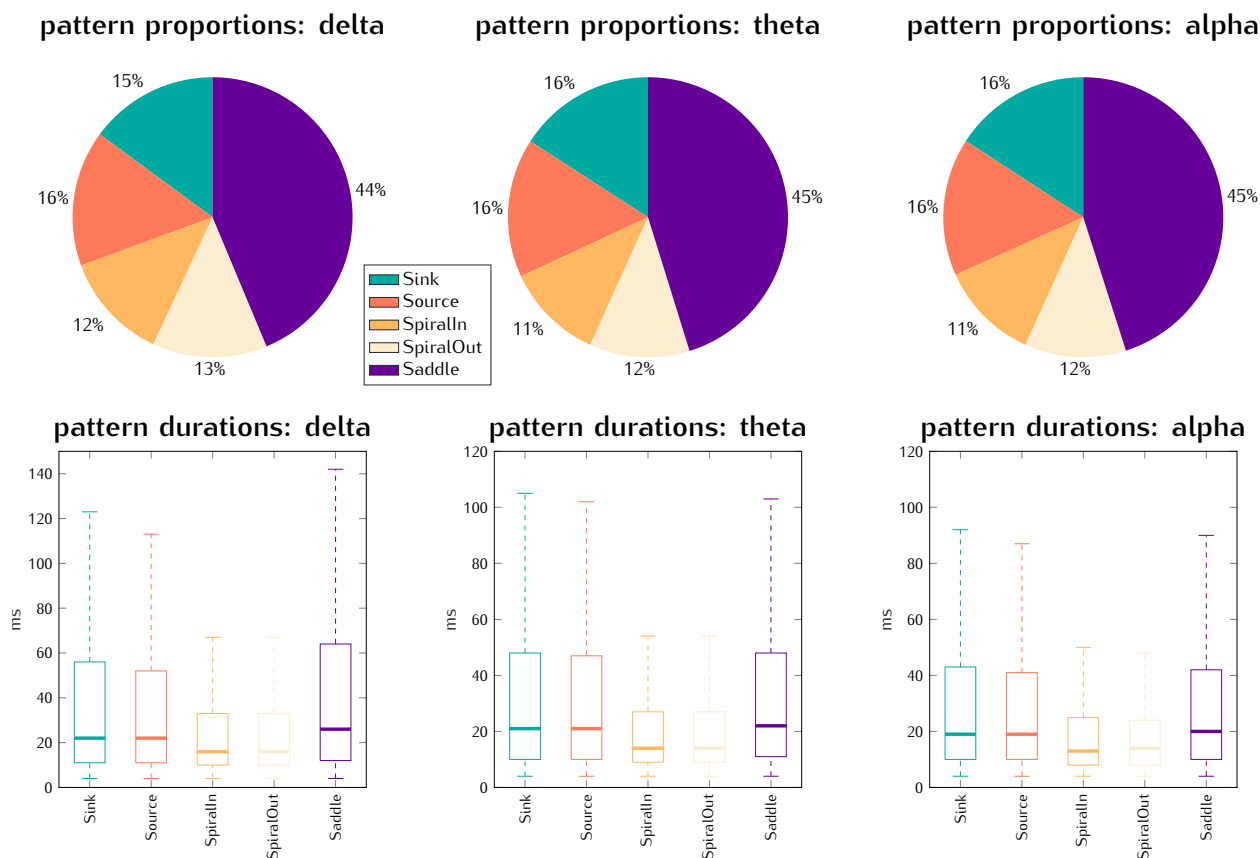 pattern proportions: delta
15%
44%
16%
12%
13%
pattern proportions: theta
16%
45%
16%
11%
12%
pattern proportions: alpha
16%
45%
16%
11%
12%
Sink
Source
SpiralIn
SpiralOut
Saddle
pattern durations: delta
140
120
100
80
60
40
20
0
ms
Sink
Source
SpiralIn
SpiralOut
Saddle
pattern durations: theta
120
100
80
60
40
20
0
ms
Sink
Source
SpiralIn
SpiralOut
Saddle
pattern durations: alpha
120
100
80
60
40
20
0
ms
Sink
Source
SpiralIn
SpiralOut
Saddle